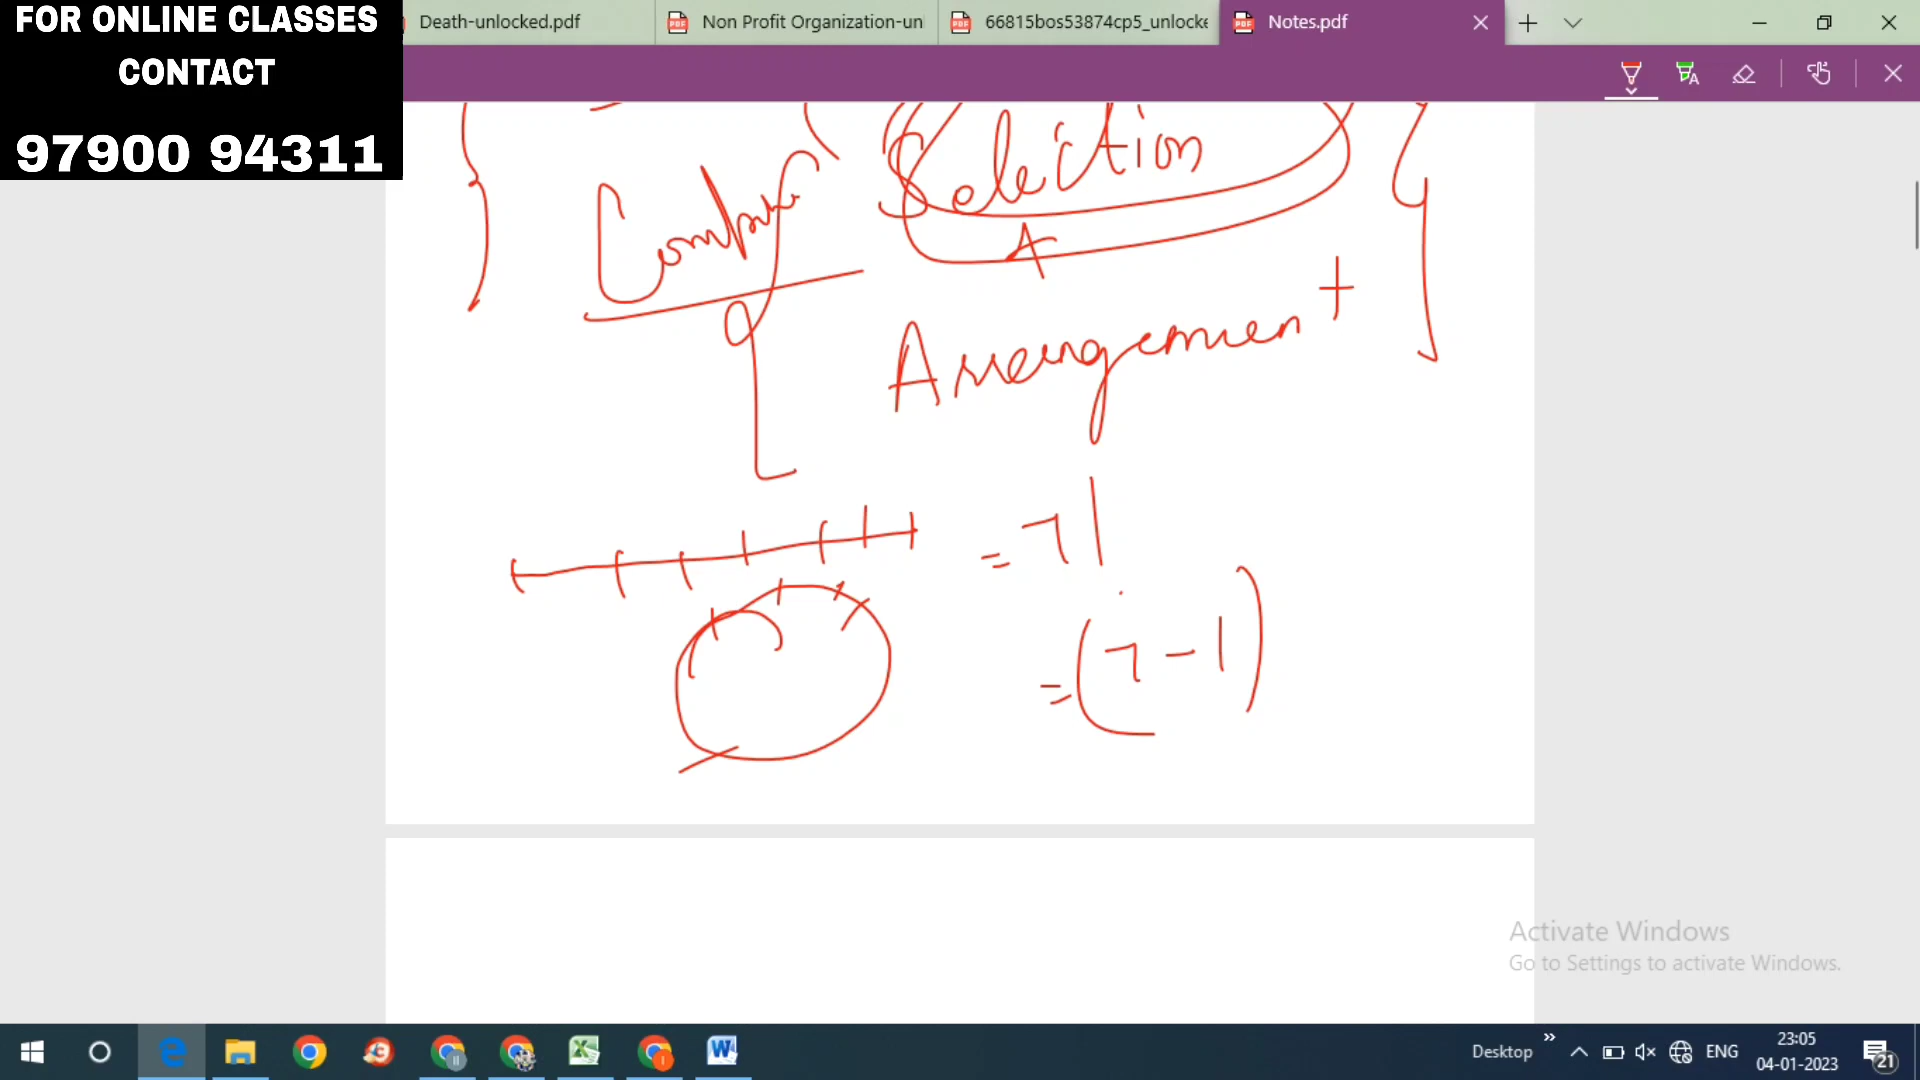 FOR ONLINE CLASSES
CONTACT
97900 94311
Death-unlocked.pdf
Non Profit Organization-un
66815bos53874cp5_unlocke
Notes.pdf
Selection
Arrangement
= 7!
= (7-1)
Activate Windows
Go to Settings to activate Windows.
Desktop
ENG
23:05
04-01-2023
21